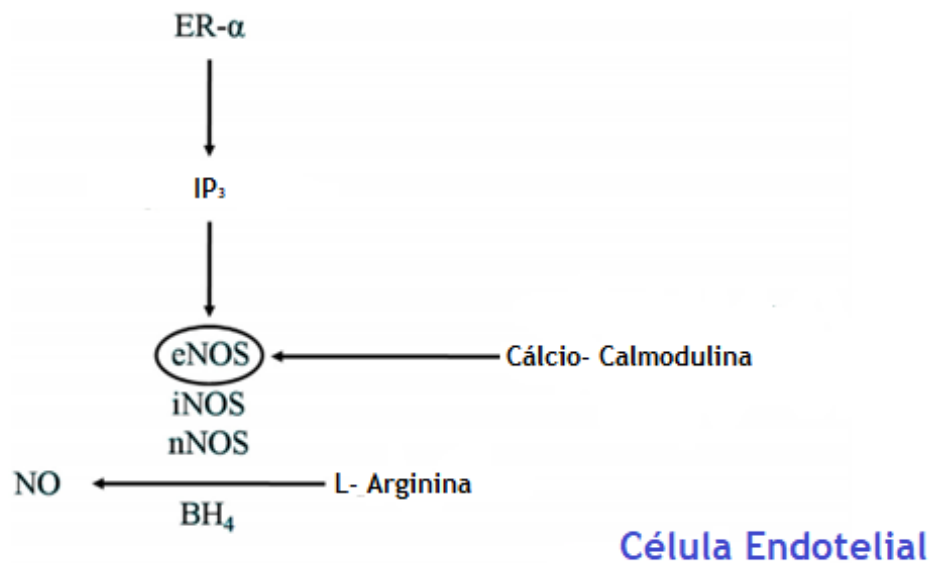 ER-α
IP₃
eNOS
Cálcio- Calmodulina
iNOS
nNOS
NO
L- Arginina
BH₄
Célula Endotelial